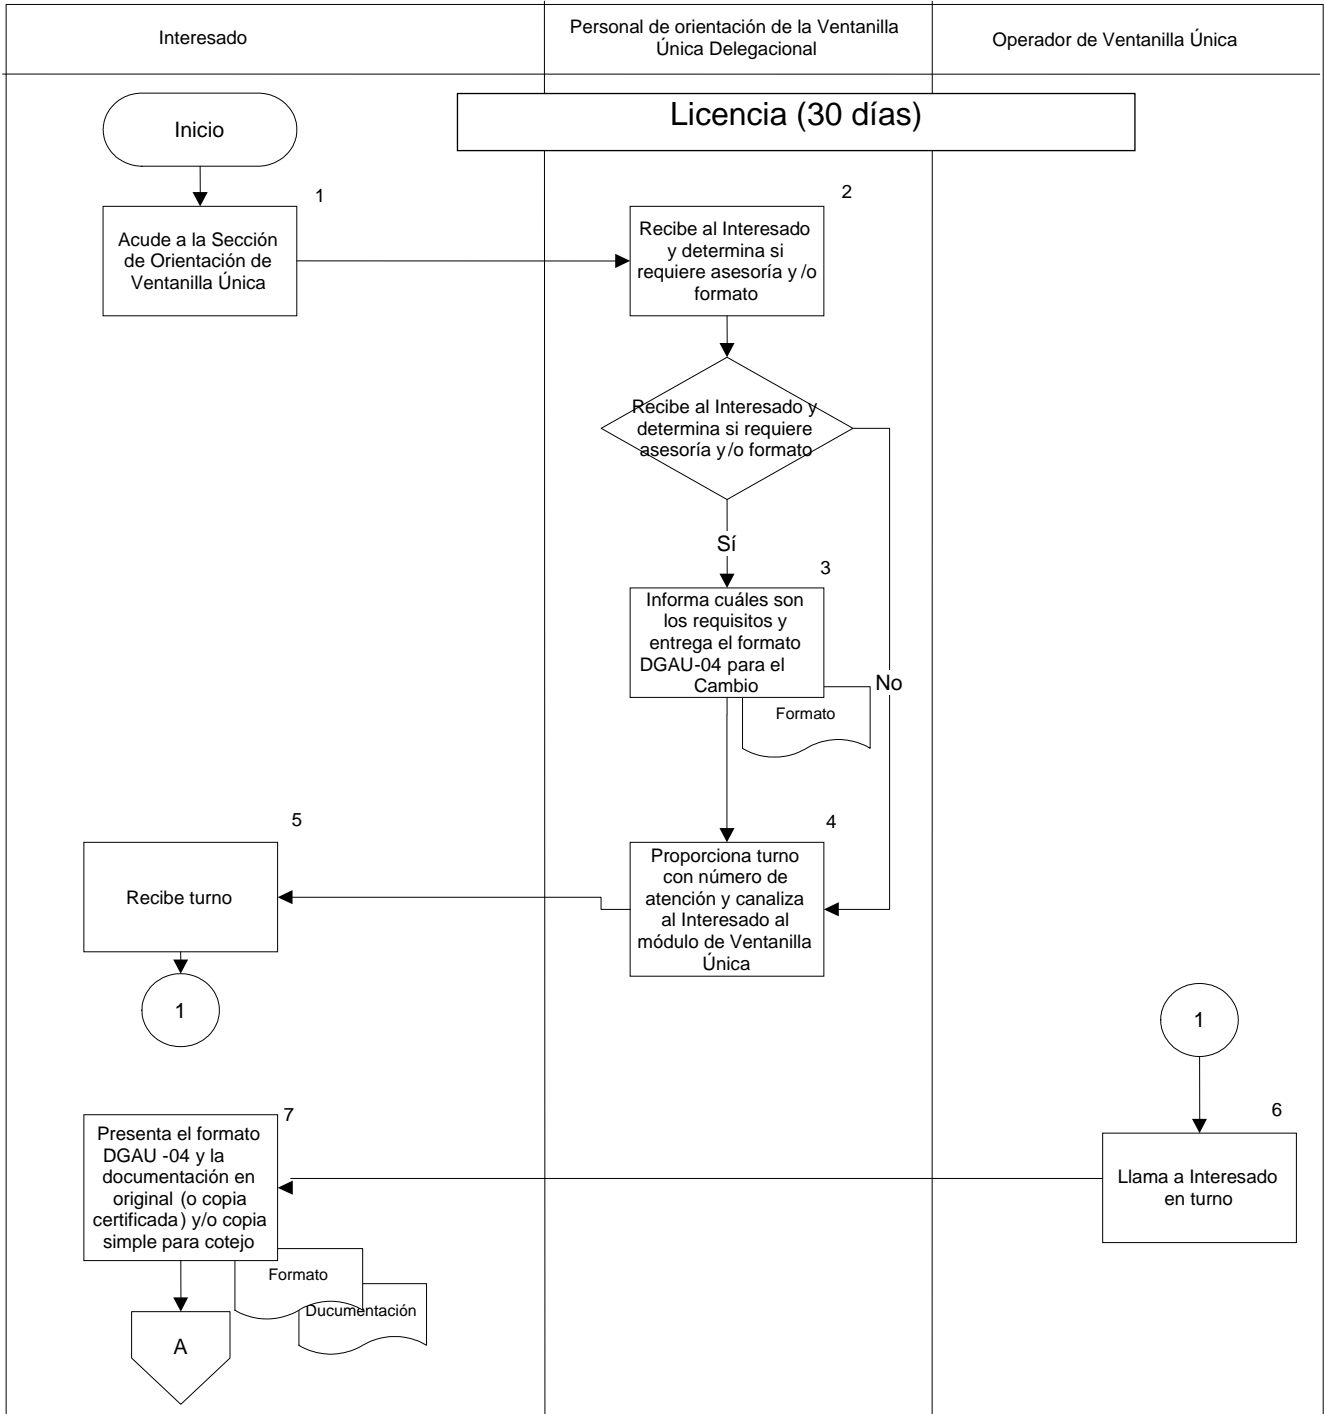 Interesado
Personal de orientación de la Ventanilla
Única Delegacional
Operador de Ventanilla Única
Licencia (30 días)
Inicio
1
Acude a la Sección
de Orientación de
Ventanilla Única
2
Recibe al Interesado
y determina si
requiere asesoría y /o
formato
Recibe al Interesado y
determina si requiere
asesoría y /o formato
Sí
No
3
Informa cuáles son
los requisitos y
entrega el formato
DGAU-04 para el
Cambio
Formato
4
Proporciona turno
con número de
atención y canaliza
al Interesado al
módulo de Ventanilla
Única
5
Recibe turno
1
1
6
Llama a Interesado
en turno
7
Presenta el formato
DGAU -04 y la
documentación en
original (o copia
certificada) y/o copia
simple para cotejo
Formato
Ducumentación
A